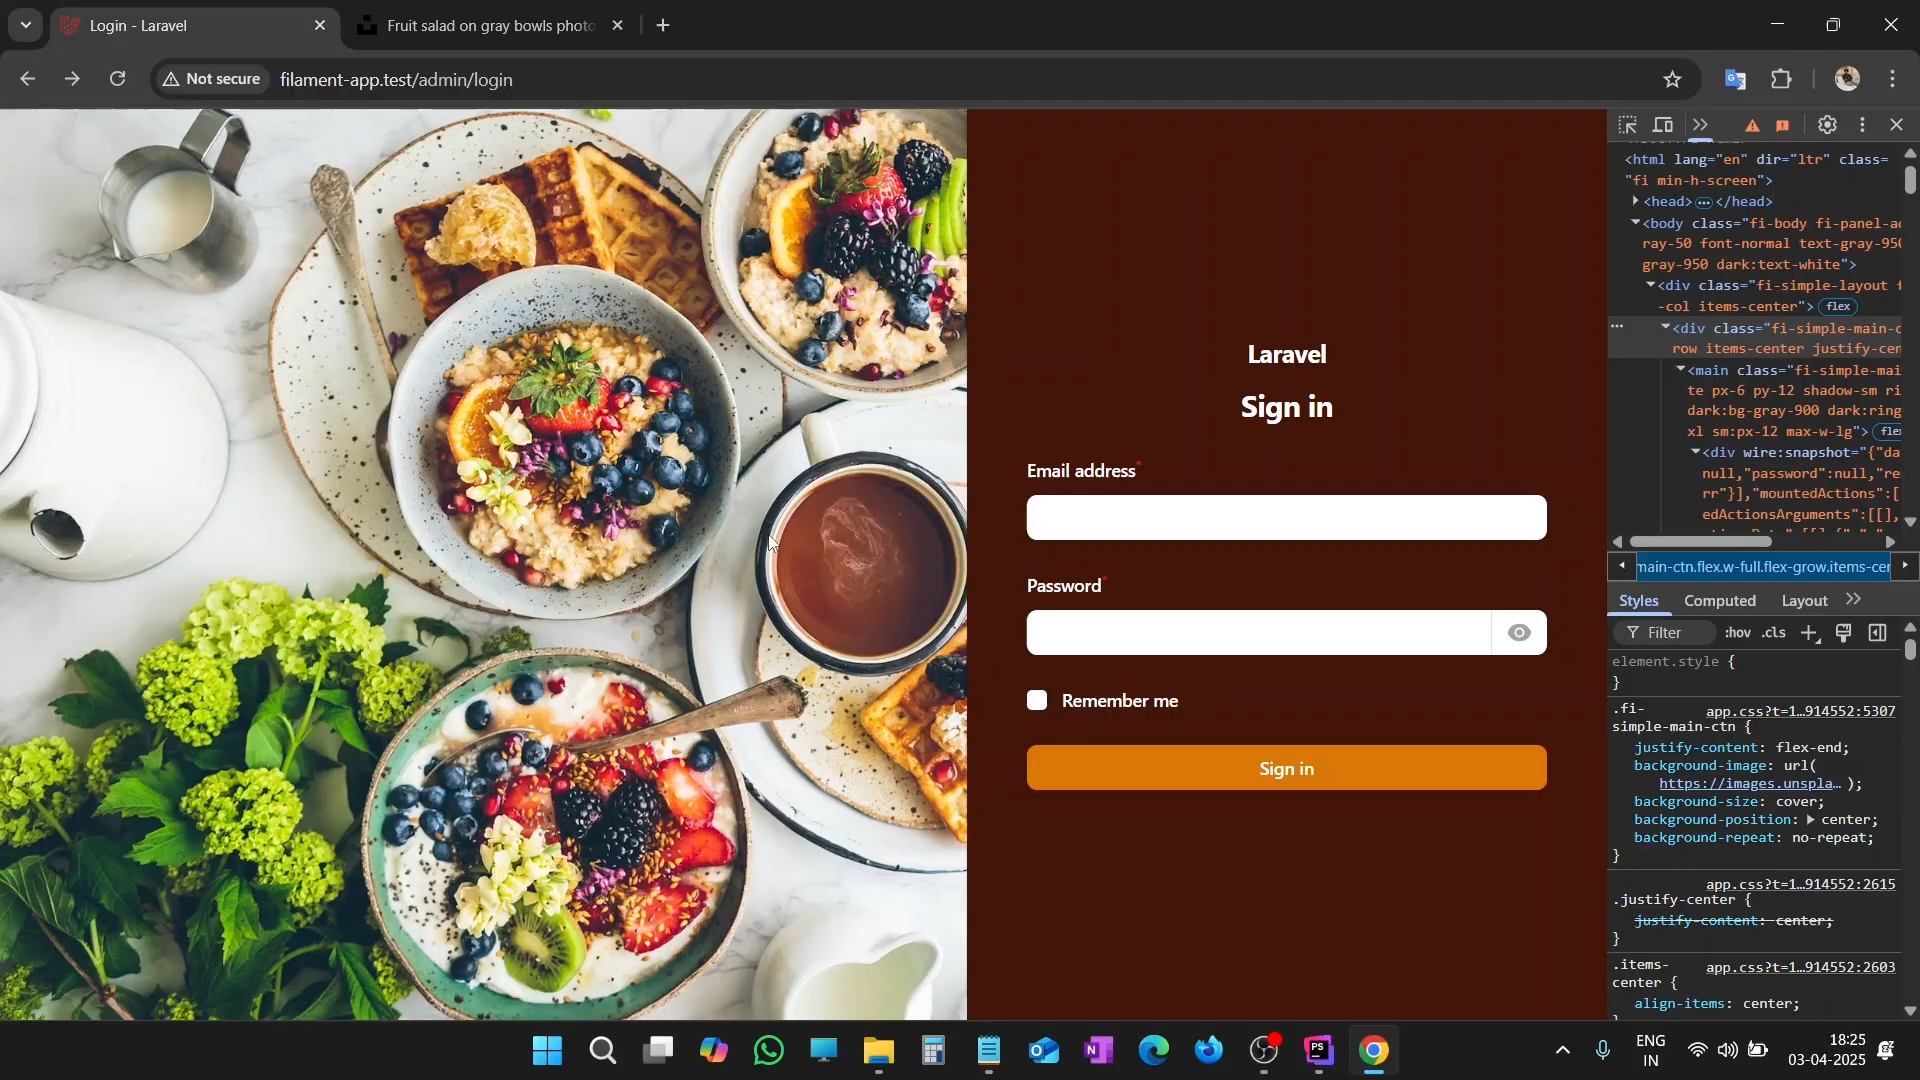 Login - Laravel
Fruit salad on gray bowls photo
Not secure
filament-app.test/admin/login
Laravel
Sign in
Email address*
Password*
Remember me
Sign in
<html lang="en" dir="ltr" class=
"fi min-h-screen">
<head> </head>
<body class="fi-body fi-panel-ad
ray-50 font-normal text-gray-950
gray-950 dark:text-white">
<div class="fi-simple-layout f
-col items-center"> flex
<div class="fi-simple-main-c
row items-center justify-cen
<main class="fi-simple-mai
te px-6 py-12 shadow-sm ri
dark:bg-gray-900 dark:ring
xl sm:px-12 max-w-lg"> flex
<div wire:snapshot="{"da
null,"password":null,"re
rr"}],"mountedActions":[
edActionsArguments":[[],
main-ctn.flex.w-full.flex-grow.items-cer
Styles
Computed
Layout
Filter
:hov .cls
element.style {
}
.fi- app.css?t=1…914552:5307
simple-main-ctn {
justify-content: flex-end;
background-image: url(
https://images.unspla… );
background-size: cover;
background-position: center;
background-repeat: no-repeat;
}
app.css?t=1…914552:2615
.justify-center {
justify-content: center;
}
.items- app.css?t=1…914552:2603
center {
align-items: center;
PS
ENG
IN
18:25
03-04-2025